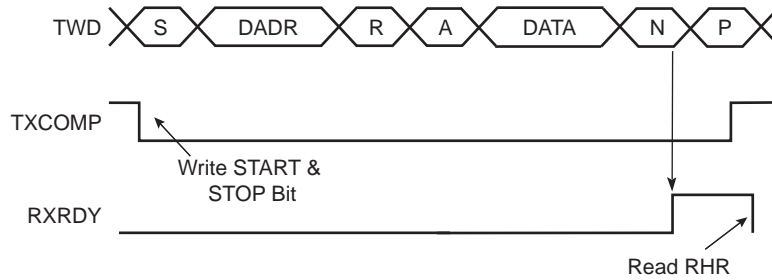 TWD S DADR R A DATA N P
TXCOMP
Write START &
STOP Bit
RXRDY
Read RHR